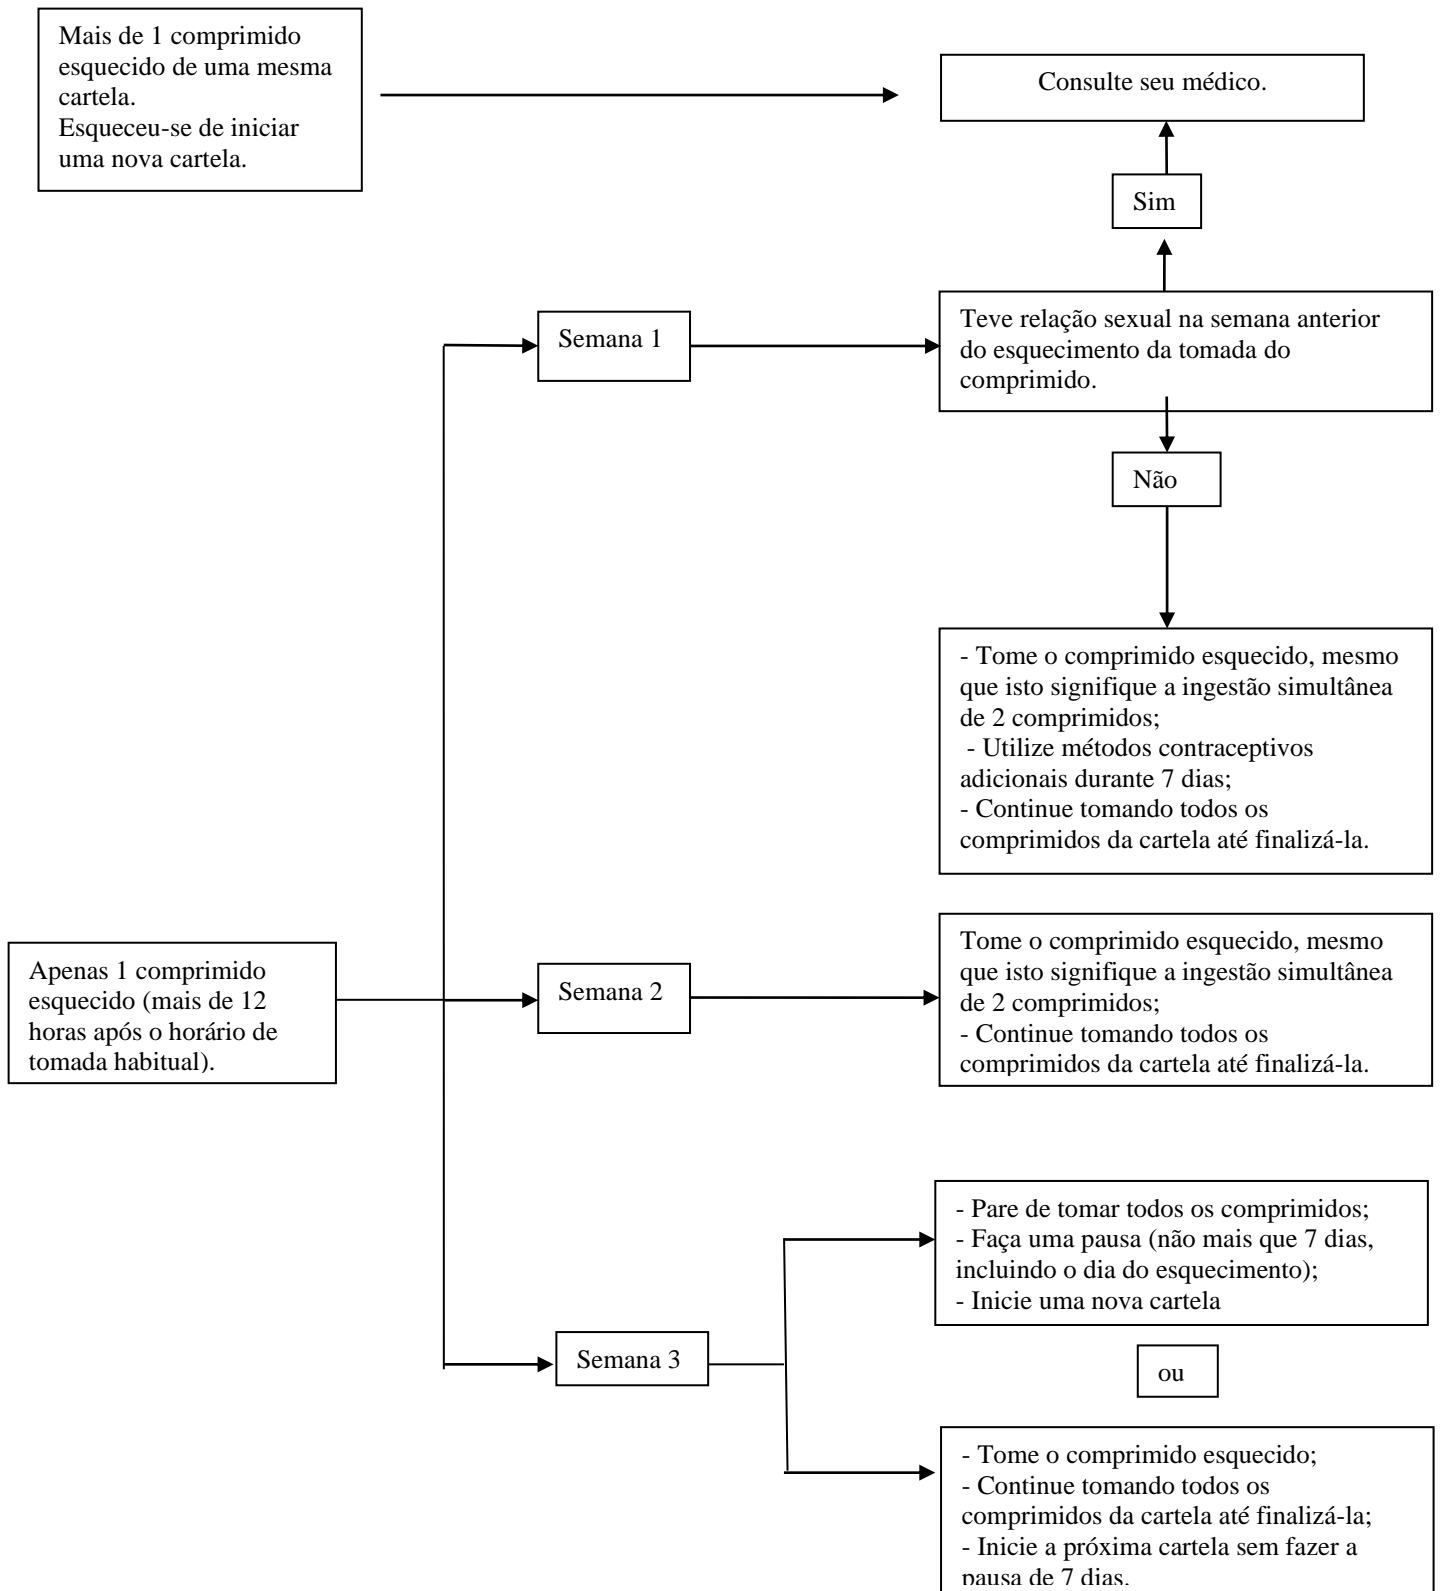 Mais de 1 comprimido
esquecido de uma mesma
cartela.
Esqueceu-se de iniciar
uma nova cartela.
Consulte seu médico.
Sim
Semana 1
Teve relação sexual na semana anterior
do esquecimento da tomada do
comprimido.
Não
- Tome o comprimido esquecido, mesmo
que isto signifique a ingestão simultânea
de 2 comprimidos;
- Utilize métodos contraceptivos
adicionais durante 7 dias;
- Continue tomando todos os
comprimidos da cartela até finalizá-la.
Apenas 1 comprimido
esquecido (mais de 12
horas após o horário de
tomada habitual).
Semana 2
Tome o comprimido esquecido, mesmo
que isto signifique a ingestão simultânea
de 2 comprimidos;
- Continue tomando todos os
comprimidos da cartela até finalizá-la.
Semana 3
- Pare de tomar todos os comprimidos;
- Faça uma pausa (não mais que 7 dias,
incluindo o dia do esquecimento);
- Inicie uma nova cartela
ou
- Tome o comprimido esquecido;
- Continue tomando todos os
comprimidos da cartela até finalizá-la;
- Inicie a próxima cartela sem fazer a
pausa de 7 dias.